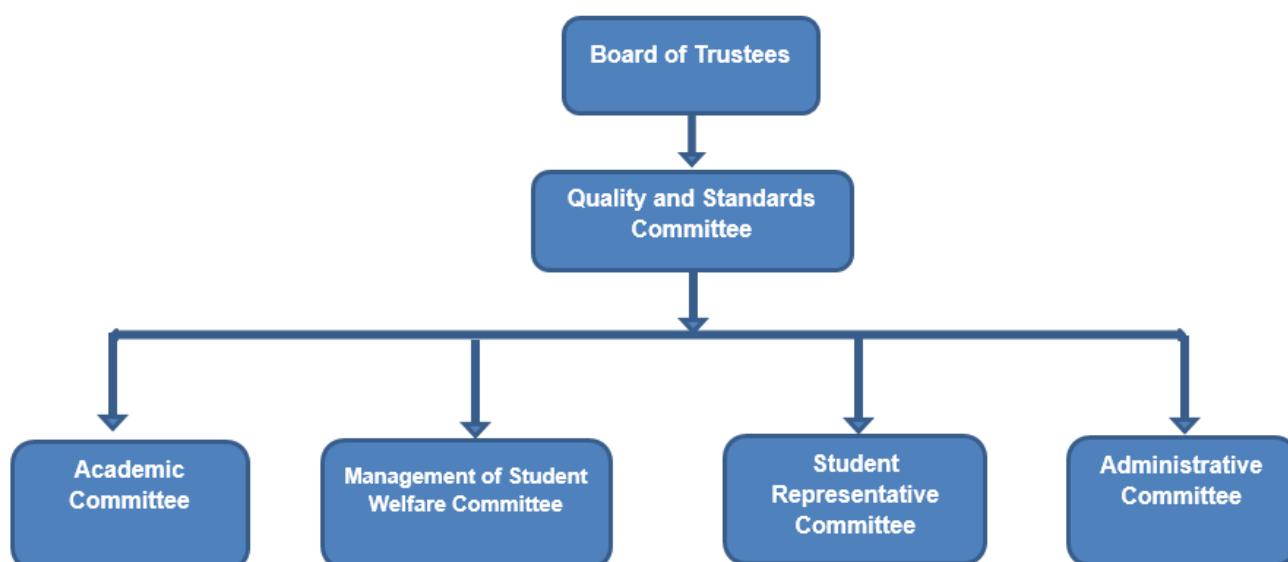 Board of Trustees
Quality and Standards
Committee
Academic
Committee
Management of Student
Welfare Committee
Student
Representative
Committee
Administrative
Committee